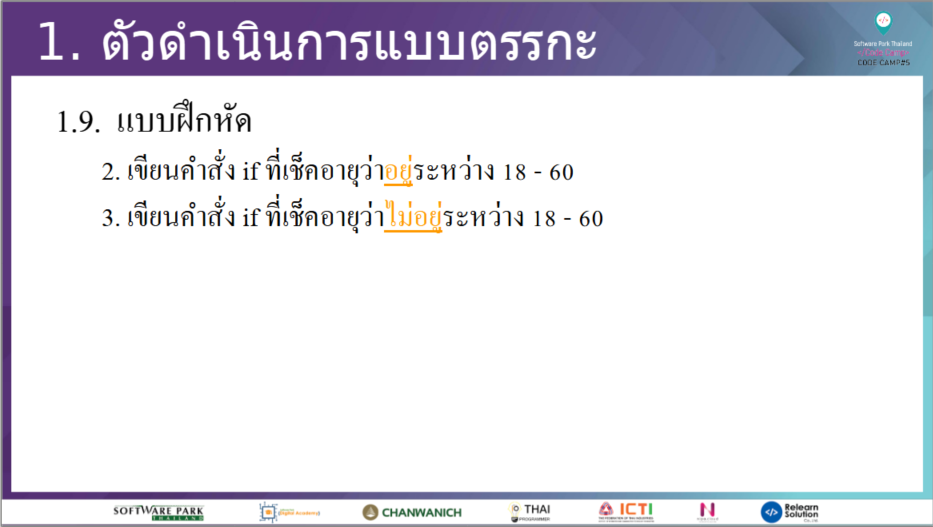 1. ตัวดำเนินการแบบตรรกะ
Software Park Thailand
CODE CAMP#5
1.9. แบบฝึกหัด
2. เขียนคำสั่ง if ที่เช็คอายุว่าอยู่ระหว่าง 18 - 60
3. เขียนคำสั่ง if ที่เช็คอายุว่าไม่อยู่ระหว่าง 18 - 60
SOFTWARE PARK
THAILAND
Digital Academy
CHANWANICH
THAI
PROGRAMMER
ICTI
Relearn
Solution
Co., Ltd.